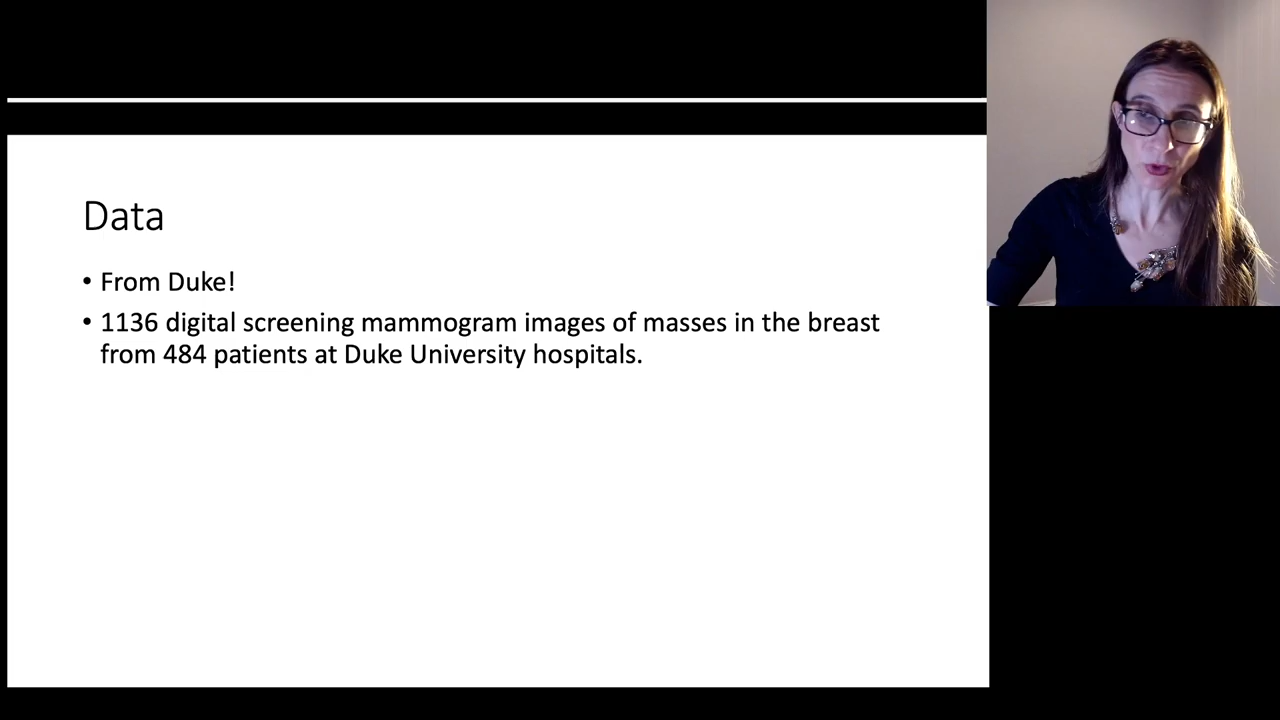 Data
• From Duke!
• 1136 digital screening mammogram images of masses in the breast
from 484 patients at Duke University hospitals.